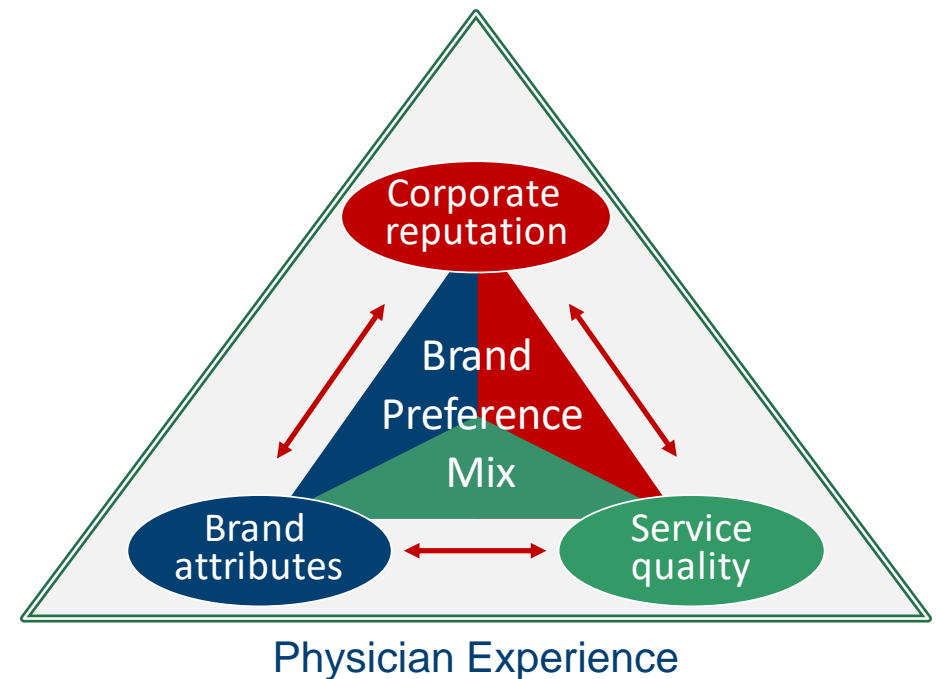 Corporate
reputation
Brand
Preference
Mix
Brand
attributes
Service
quality
Physician Experience